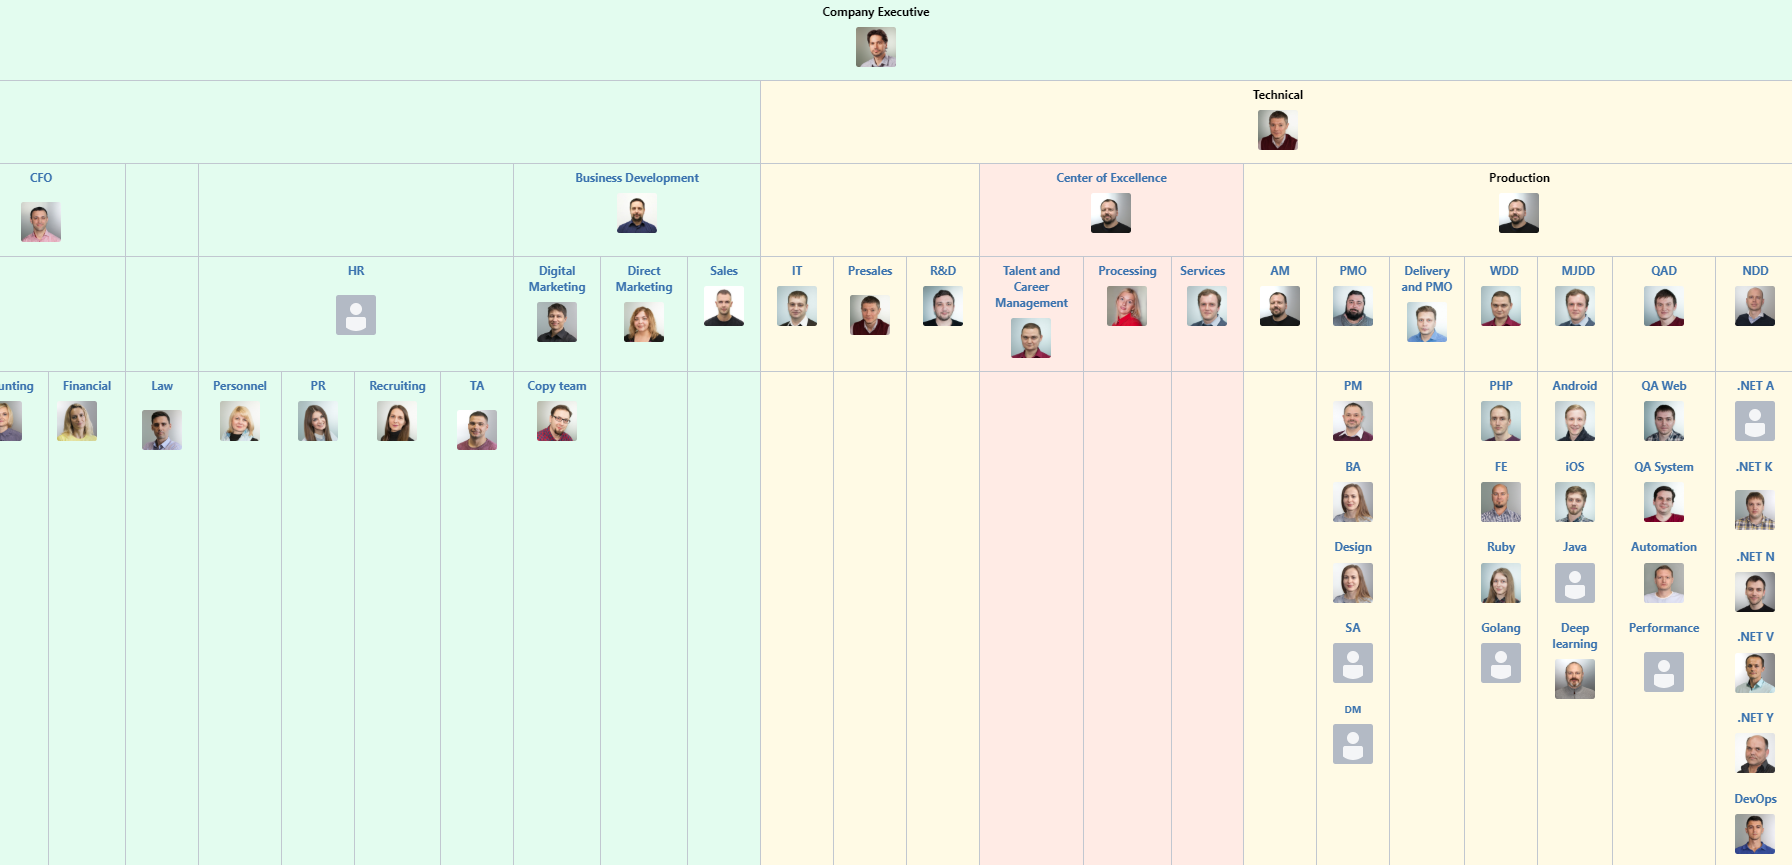 Company Executive
Technical
CFO
Business Development
Center of Excellence
Production
HR
Digital
Marketing
Direct
Marketing
Sales
IT
Presales
R&D
Talent and
Career
Management
Processing
Services
AM
PMO
Delivery
and PMO
WDD
MJDD
QAD
NDD
unting
Financial
Law
Personnel
PR
Recruiting
TA
Copy team
PM
PHP
Android
QA Web
.NET A
BA
FE
iOS
QA System
.NET K
Design
Ruby
Java
Automation
.NET N
SA
Golang
Deep
learning
Performance
.NET V
DM
.NET Y
DevOps